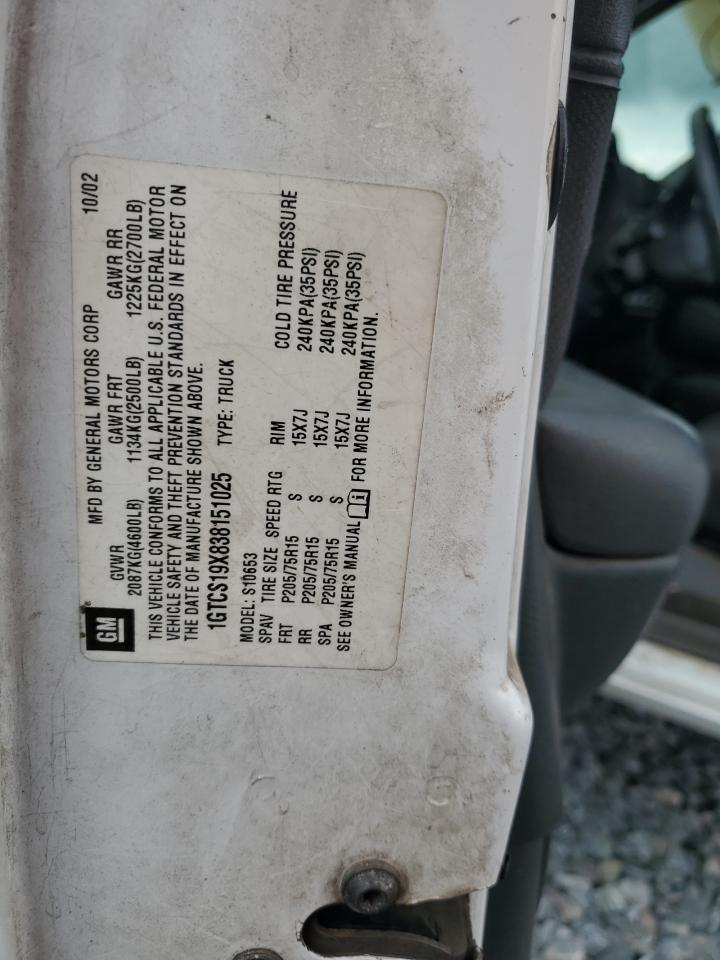 GM
MFD BY GENERAL MOTORS CORP 10/02
GVWR GAWR FRT GAWR RR
2087KG(4600LB) 1134KG(2500LB) 1225KG(2700LB)
THIS VEHICLE CONFORMS TO ALL APPLICABLE U.S. FEDERAL MOTOR
VEHICLE SAFETY AND THEFT PREVENTION STANDARDS IN EFFECT ON
THE DATE OF MANUFACTURE SHOWN ABOVE.
1GTCS19X838151025 TYPE: TRUCK
MODEL: S10653
SPAV TIRE SIZE SPEED RTG RIM COLD TIRE PRESSURE
FRT P205/75R15 S 15X7J 240KPA(35PSI)
RR P205/75R15 S 15X7J 240KPA(35PSI)
SPA P205/75R15 S 15X7J 240KPA(35PSI)
SEE OWNER'S MANUAL FOR MORE INFORMATION.